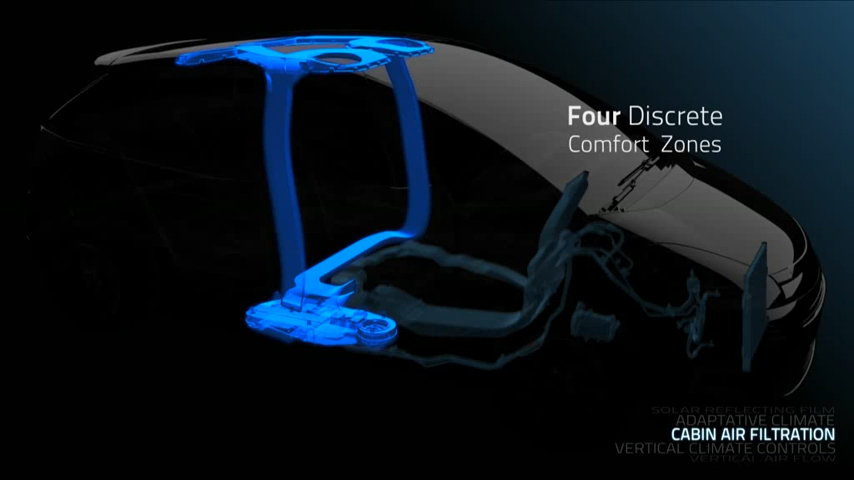 Four Discrete
Comfort Zones
SOLAR REFLECTING FILM
ADAPTATIVE CLIMATE
CABIN AIR FILTRATION
VERTICAL CLIMATE CONTROLS
VERTICAL AIR FLOW